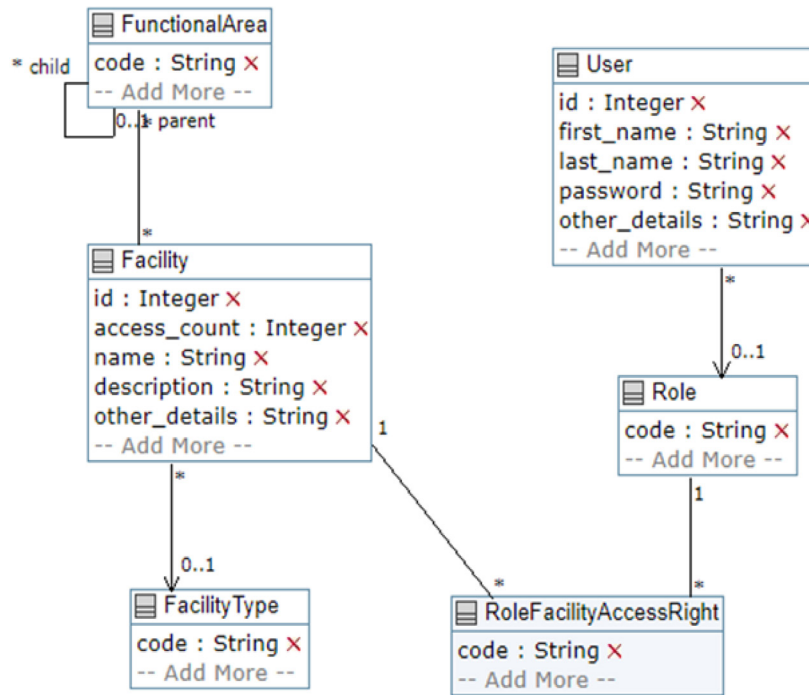 FunctionalArea
code : String X
-- Add More --
* child
0..1 parent
*
*
Facility
id : Integer X
access_count : Integer X
name : String X
description : String X
other_details : String X
-- Add More --
*
0..1
FacilityType
code : String X
-- Add More --
User
id : Integer X
first_name : String X
last_name : String X
password : String X
other_details : String X
-- Add More --
*
0..1
Role
code : String X
-- Add More --
1
*
1
*
RoleFacilityAccessRight
code : String X
-- Add More --